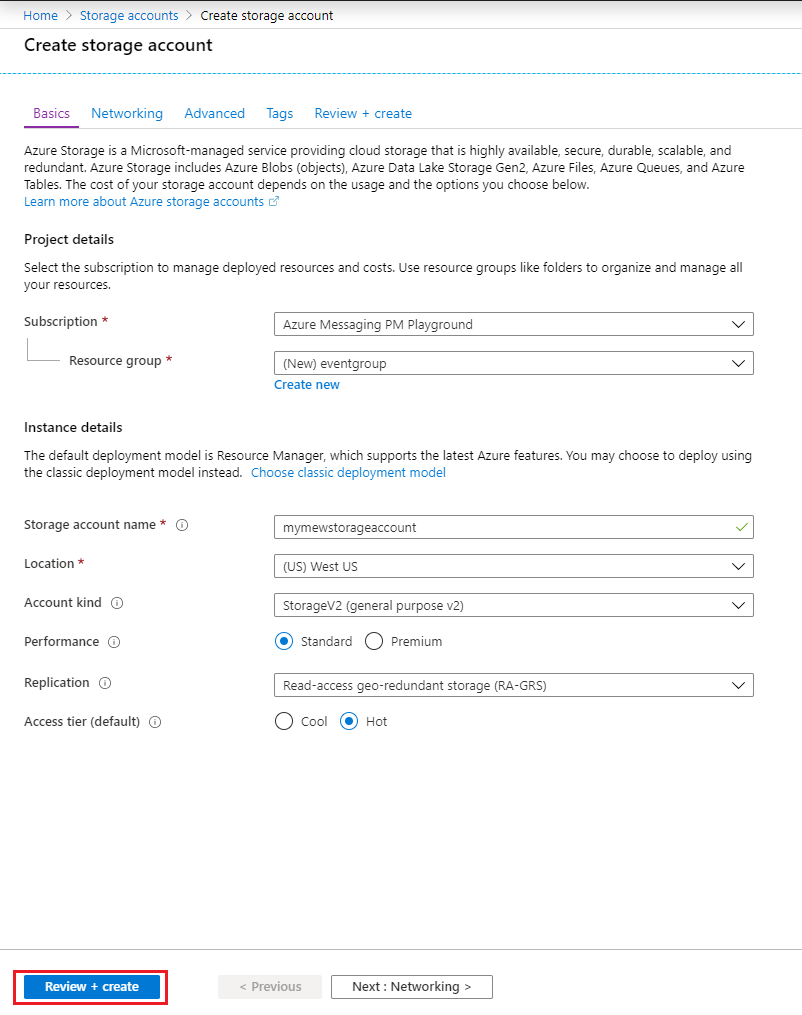 Home > Storage accounts > Create storage account
Create storage account
Basics Networking Advanced Tags Review + create
Azure Storage is a Microsoft-managed service providing cloud storage that is highly available, secure, durable, scalable, and
redundant. Azure Storage includes Azure Blobs (objects), Azure Data Lake Storage Gen2, Azure Files, Azure Queues, and Azure
Tables. The cost of your storage account depends on the usage and the options you choose below.
Learn more about Azure storage accounts
Project details
Select the subscription to manage deployed resources and costs. Use resource groups like folders to organize and manage all
your resources.
Subscription * Azure Messaging PM Playground
Resource group * (New) eventgroup
Create new
Instance details
The default deployment model is Resource Manager, which supports the latest Azure features. You may choose to deploy using
the classic deployment model instead. Choose classic deployment model
Storage account name * mymewstorageaccount
Location * (US) West US
Account kind StorageV2 (general purpose v2)
Performance Standard Premium
Replication Read-access geo-redundant storage (RA-GRS)
Access tier (default) Cool Hot
Review + create < Previous Next : Networking >